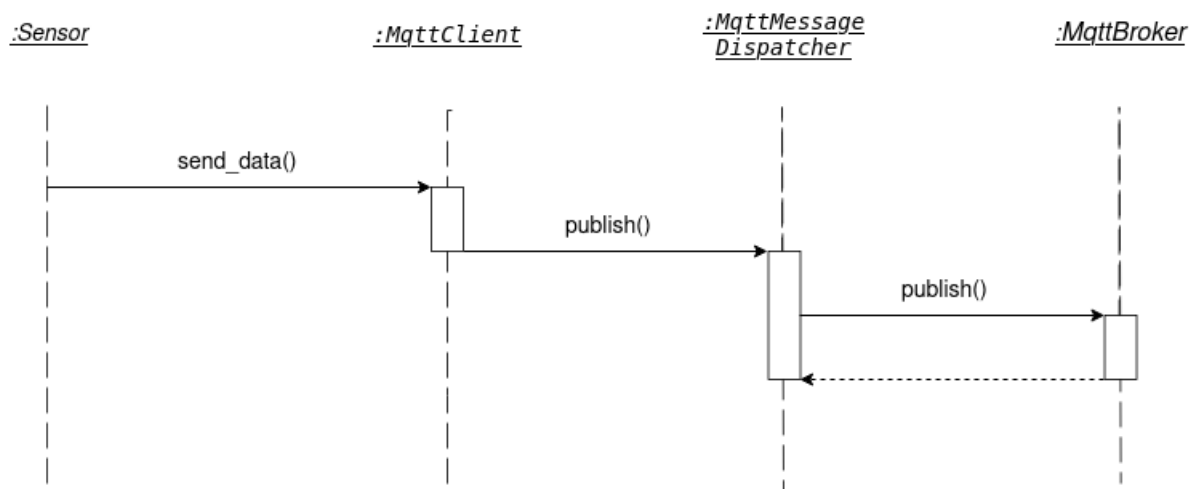 :Sensor
:MqttClient
:MqttMessage
Dispatcher
:MqttBroker
send_data()
publish()
publish()